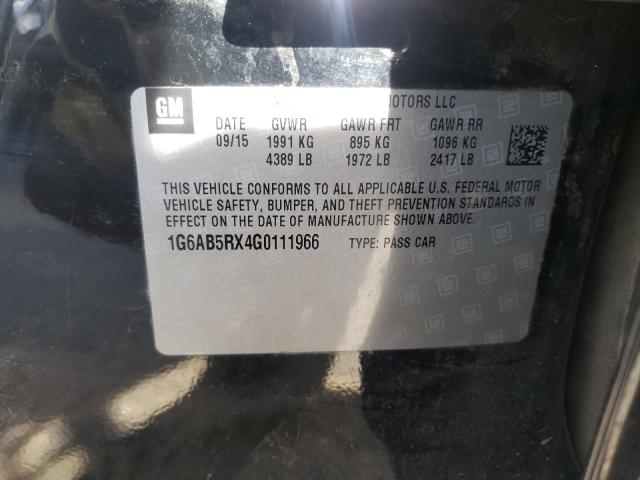 GM
MOTORS LLC
DATE GVWR GAWR FRT GAWR RR
09/15 1991 KG 895 KG 1096 KG
4389 LB 1972 LB 2417 LB
THIS VEHICLE CONFORMS TO ALL APPLICABLE U.S. FEDERAL MOTOR
VEHICLE SAFETY, BUMPER, AND THEFT PREVENTION STANDARDS IN
EFFECT ON THE DATE OF MANUFACTURE SHOWN ABOVE.
1G6AB5RX4G0111966 TYPE: PASS CAR